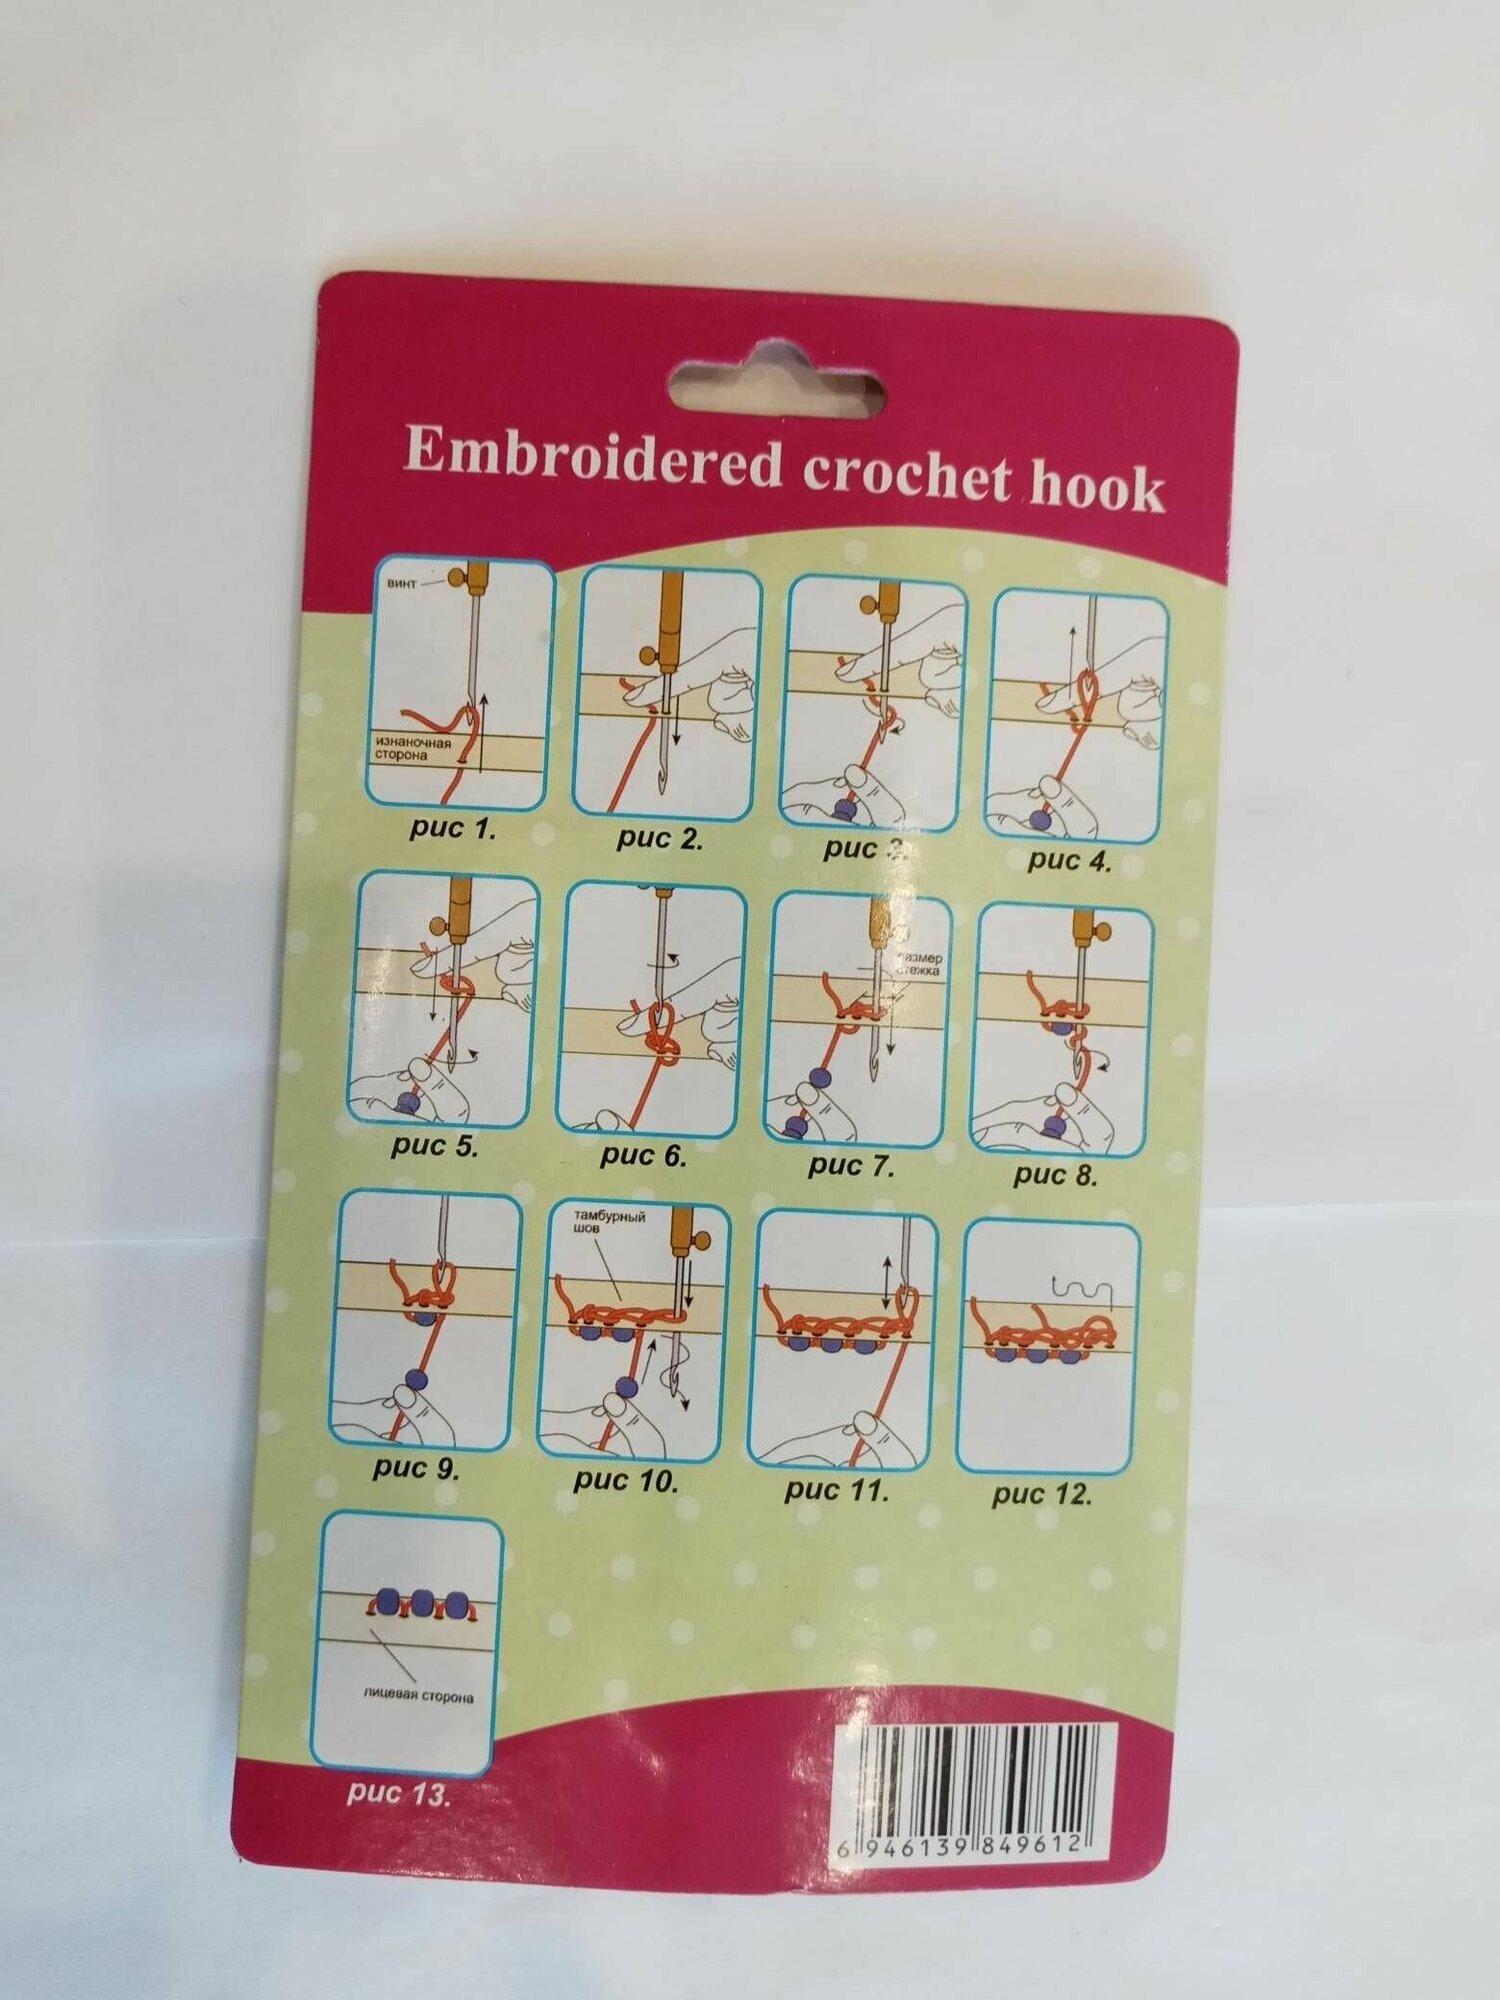 Embroidered crochet hook
винт
изнаночная
сторона
рис 1.
рис 2.
рис 3.
рис 4.
рис 5.
рис 6.
размер
стежка
рис 7.
рис 8.
рис 9.
тамбурный
шов
рис 10.
рис 11.
рис 12.
лицевая сторона
рис 13.
6 946139 849612